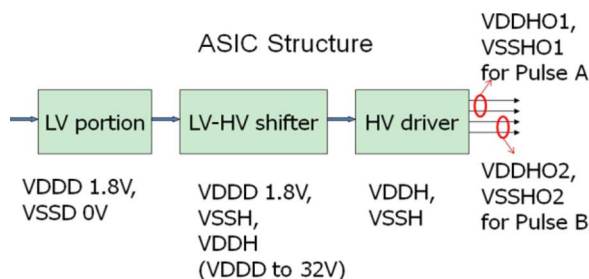 ASIC Structure
VDDHO1,
VSSHO1
for Pulse A
LV portion
LV-HV shifter
HV driver
VDDD 1.8V,
VSSD 0V
VDDD 1.8V,
VSSH,
VDDH
(VDDD to 32V)
VDDH,
VSSH
VDDHO2,
VSSHO2
for Pulse B